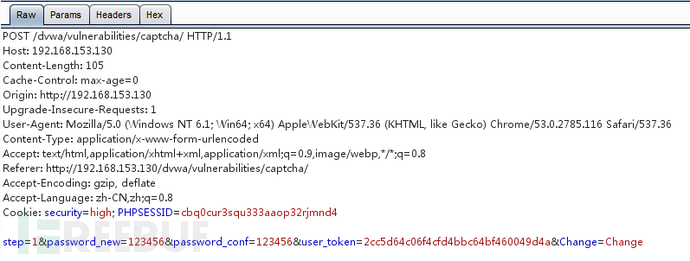 Raw Params Headers Hex
POST /dvwa/vulnerabilities/captcha/ HTTP/1.1
Host: 192.168.153.130
Content-Length: 105
Cache-Control: max-age=0
Origin: http://192.168.153.130
Upgrade-Insecure-Requests: 1
User-Agent: Mozilla/5.0 (Windows NT 6.1; Win64; x64) AppleWebKit/537.36 (KHTML, like Gecko) Chrome/53.0.2785.116 Safari/537.36
Content-Type: application/x-www-form-urlencoded
Accept: text/html,application/xhtml+xml,application/xml;q=0.9,image/webp,*/*;q=0.8
Referer: http://192.168.153.130/dvwa/vulnerabilities/captcha/
Accept-Encoding: gzip, deflate
Accept-Language: zh-CN,zh;q=0.8
Cookie: security=high; PHPSESSID=cbq0cur3squ333aaop32rjmnd4
FREEBUF
step=1&password_new=123456&password_conf=123456&user_token=2cc5d64c06f4cfd4bbc64bf460049d4a&Change=Change